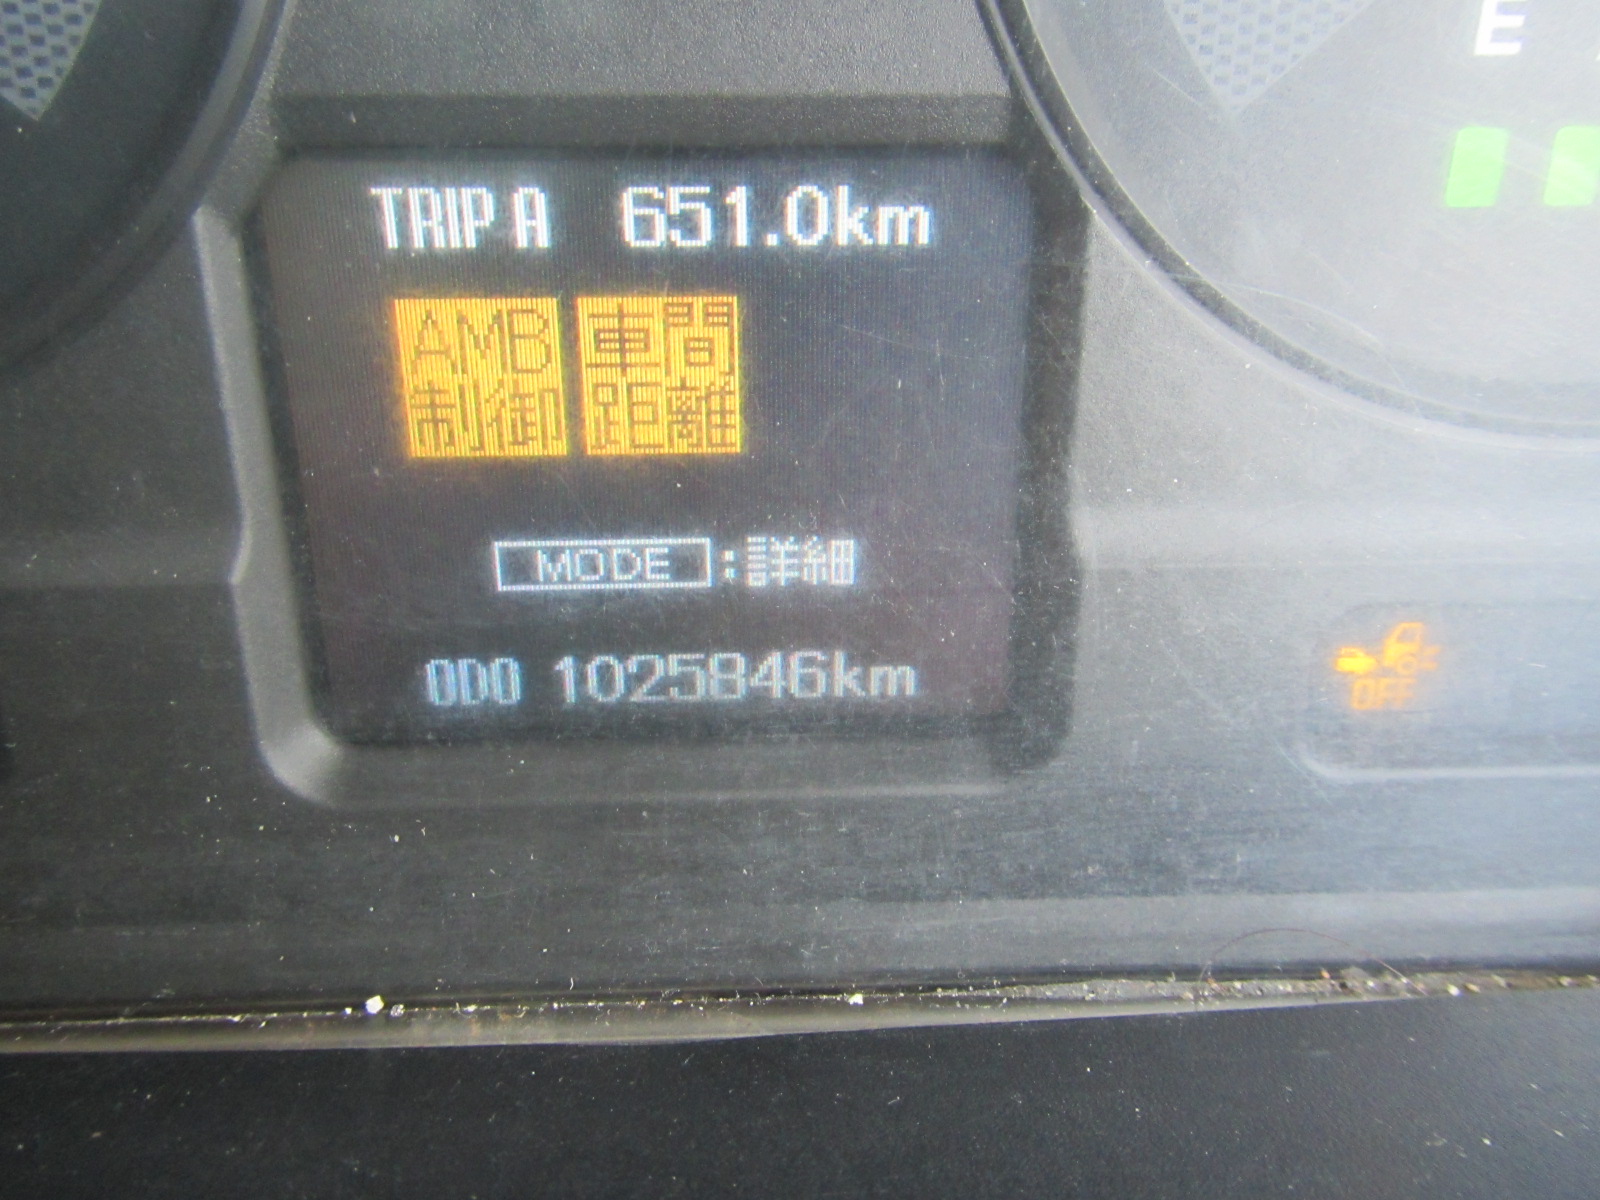 E
TRIP A 651.0km
AMB 車間
制御 距離
MODE:詳細
ODO 1025846km
OFF